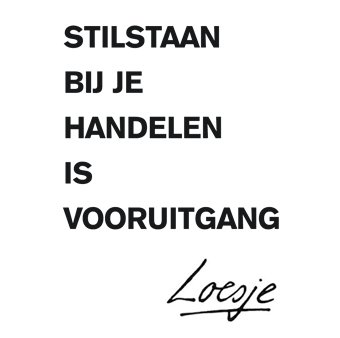 STILSTAAN
BIJ JE
HANDELEN
IS
VOORUITGANG
Loesje